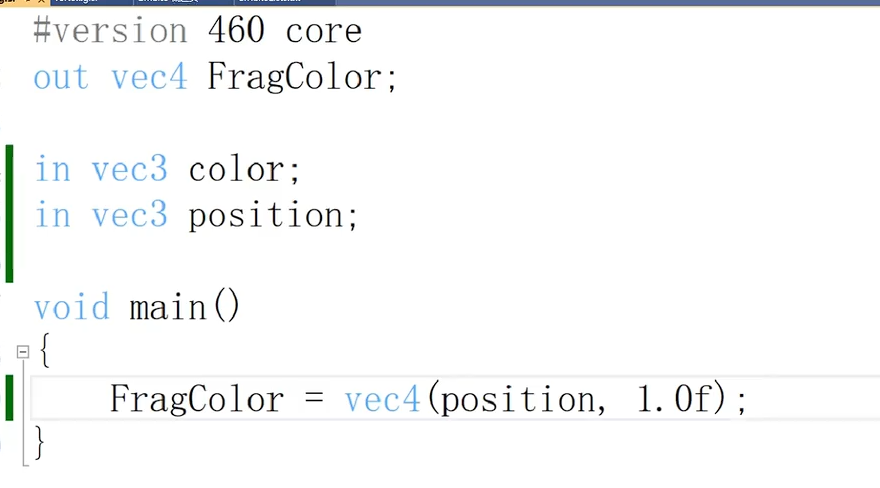 #version 460 core
out vec4 FragColor;
in vec3 color;
in vec3 position;
void main()
{
FragColor = vec4(position, 1.0f);
}